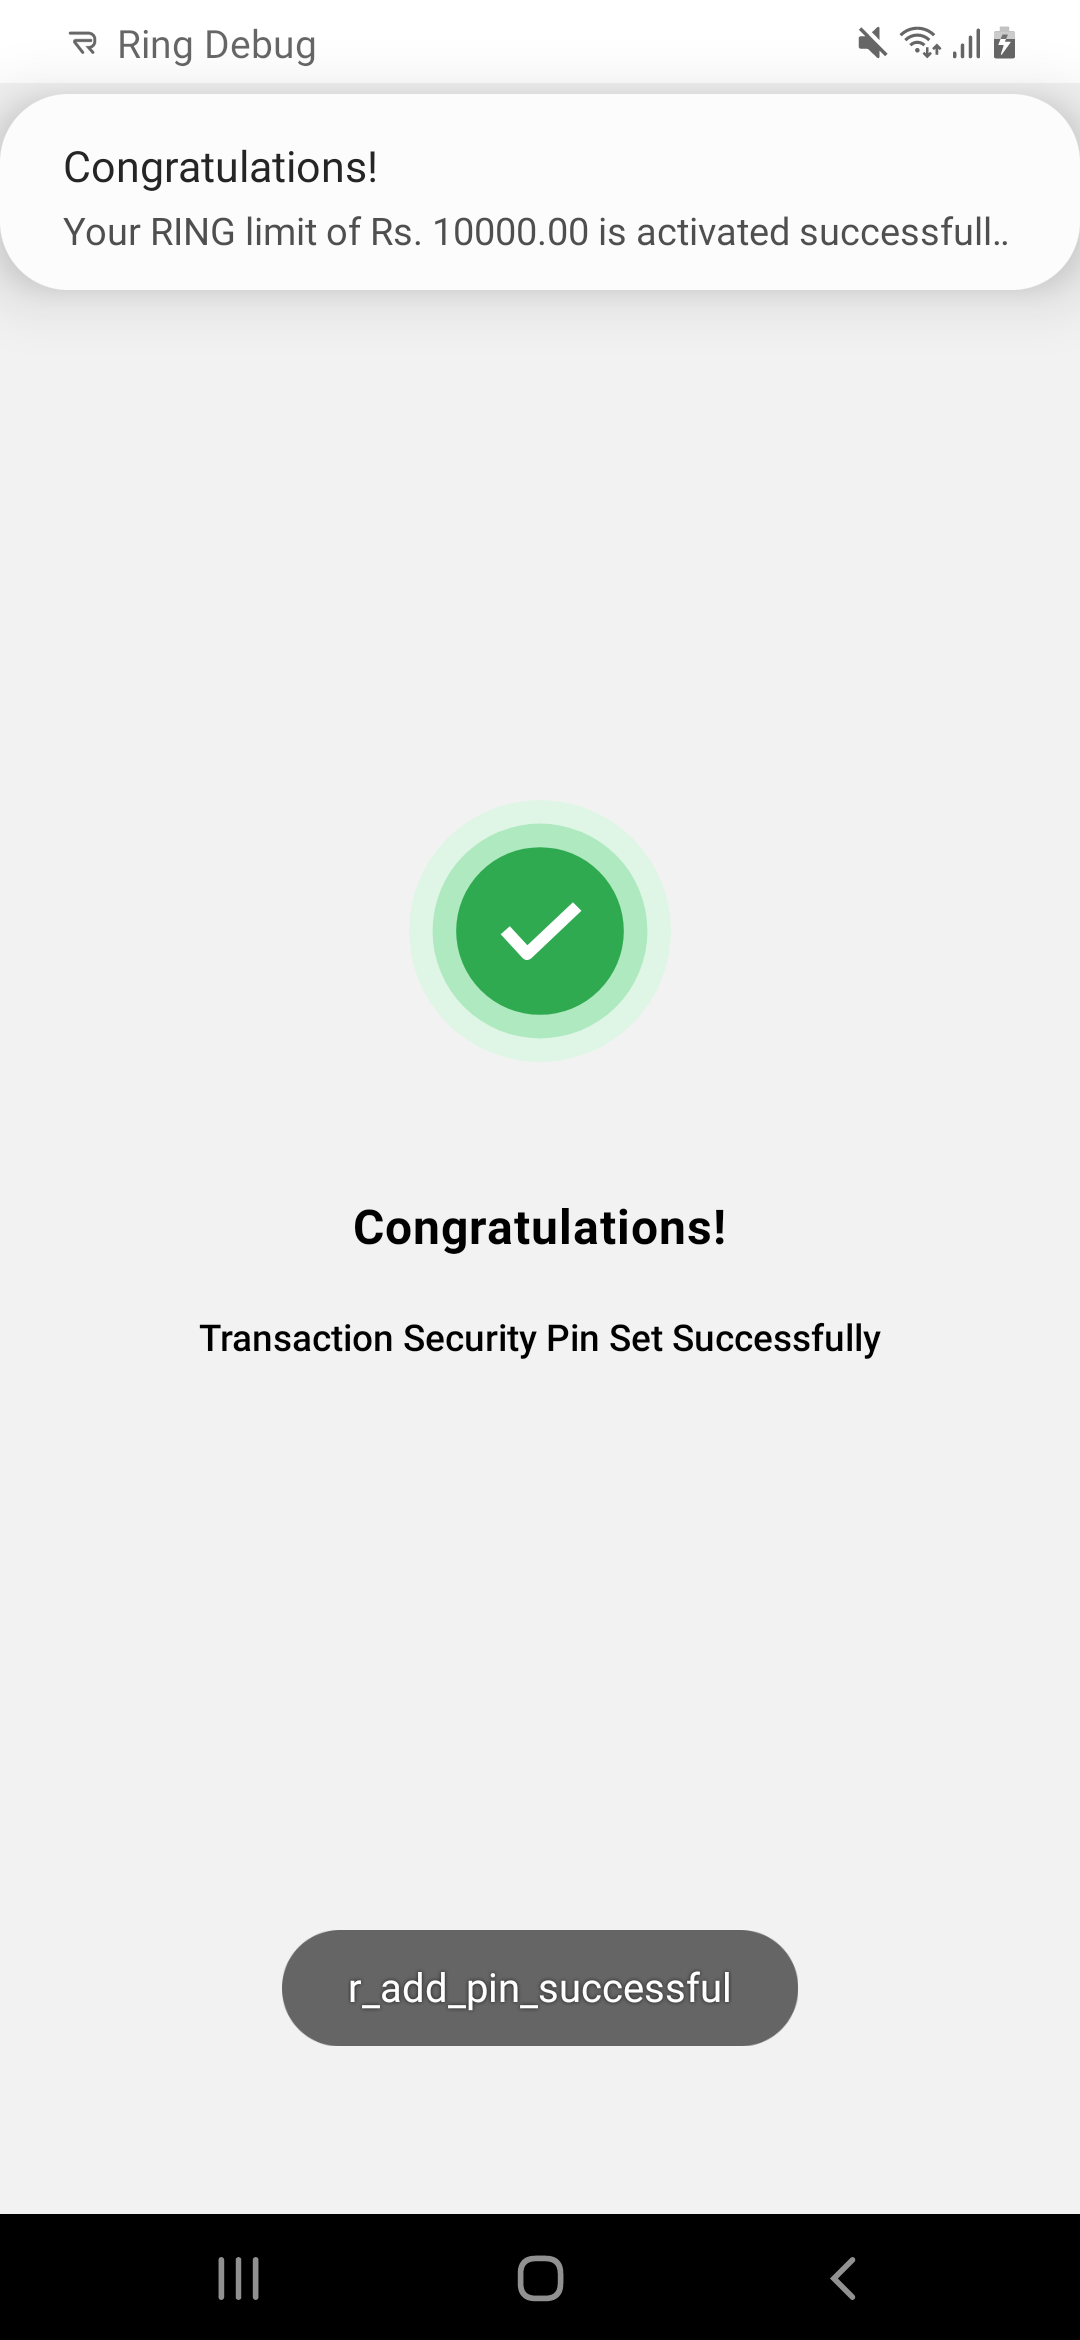 Ring Debug
Congratulations!
Your RING limit of Rs. 10000.00 is activated successfull..
Congratulations!
Transaction Security Pin Set Successfully
r_add_pin_successful